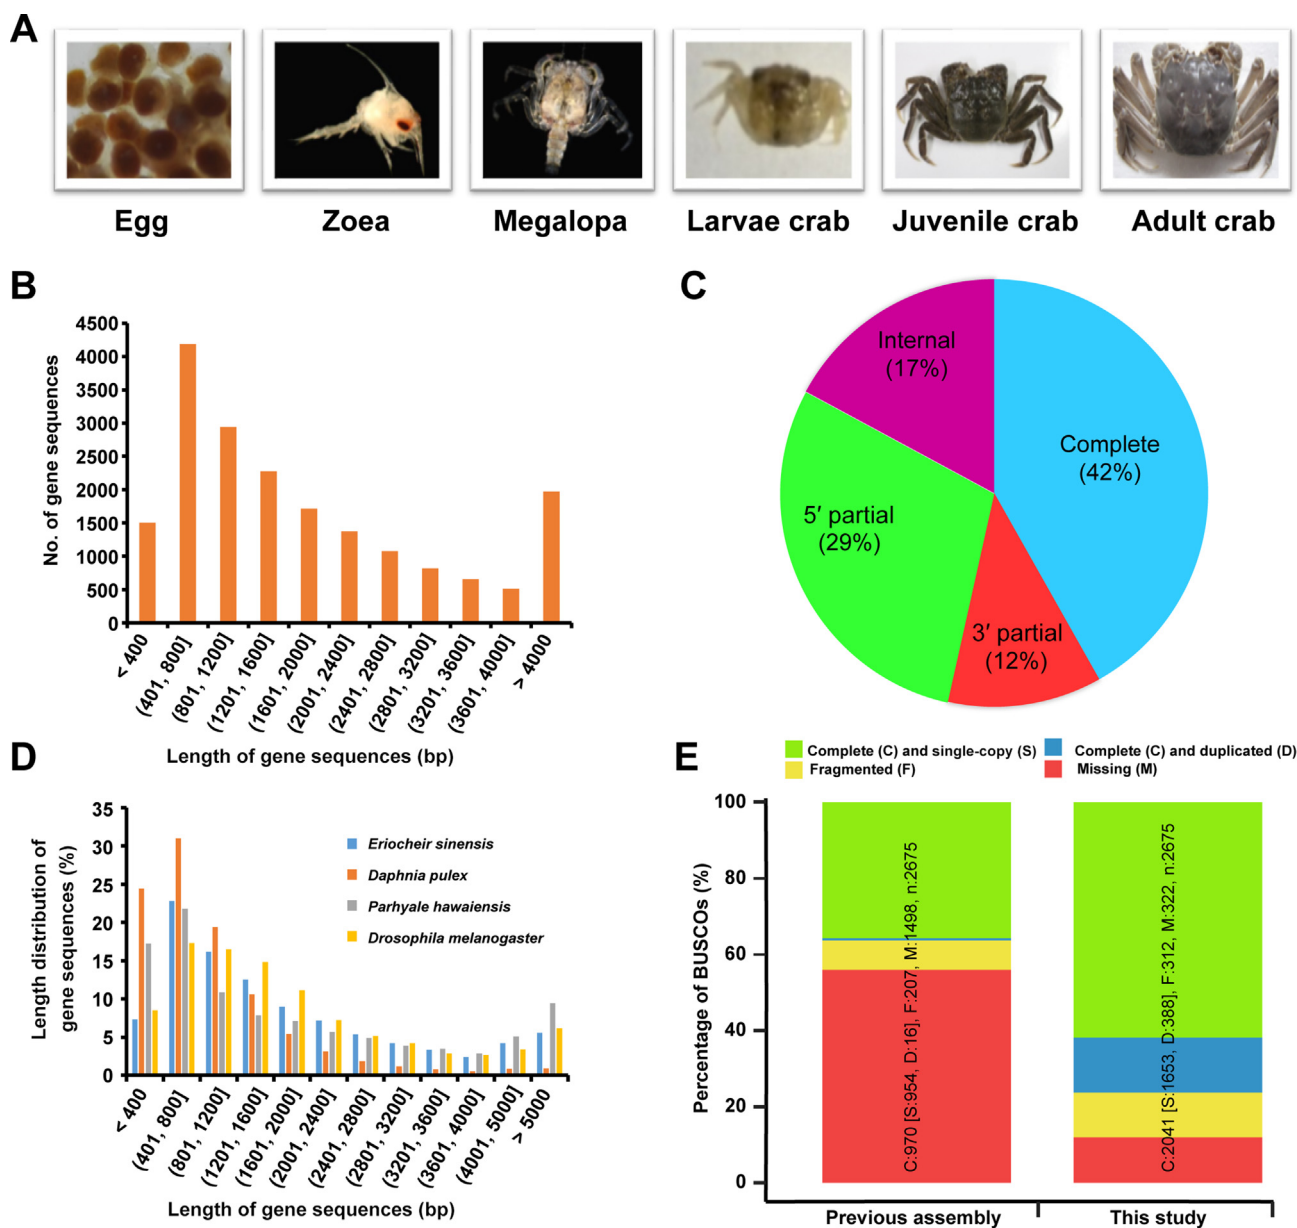 A
Egg
Zoea
Megalopa
Larvae crab
Juvenile crab
Adult crab
B
No. of gene sequences
4500
4000
3500
3000
2500
2000
1500
1000
500
0
< 400
(401, 800]
(801, 1200]
(1201, 1600]
(1601, 2000]
(2001, 2400]
(2401, 2800]
(2801, 3200]
(3201, 3600]
(3601, 4000]
> 4000
Length of gene sequences (bp)
C
Internal
(17%)
Complete
(42%)
5′ partial
(29%)
3′ partial
(12%)
D
Length distribution of
gene sequences (%)
35
30
25
20
15
10
5
0
Eriocheir sinensis
Daphnia pulex
Parhyale hawaiensis
Drosophila melanogaster
< 400
(401, 800]
(801, 1200]
(1201, 1600]
(1601, 2000]
(2001, 2400]
(2401, 2800]
(2801, 3200]
(3201, 3600]
(3601, 4000]
(4001, 5000]
> 5000
Length of gene sequences (bp)
E
Complete (C) and single-copy (S)
Complete (C) and duplicated (D)
Fragmented (F)
Missing (M)
Percentage of BUSCOs (%)
100
80
60
40
20
0
C:970 [S:954, D:16], F:207, M:1498, n:2675
C:2041 [S:1653, D:388], F:312, M:322, n:2675
Previous assembly
This study